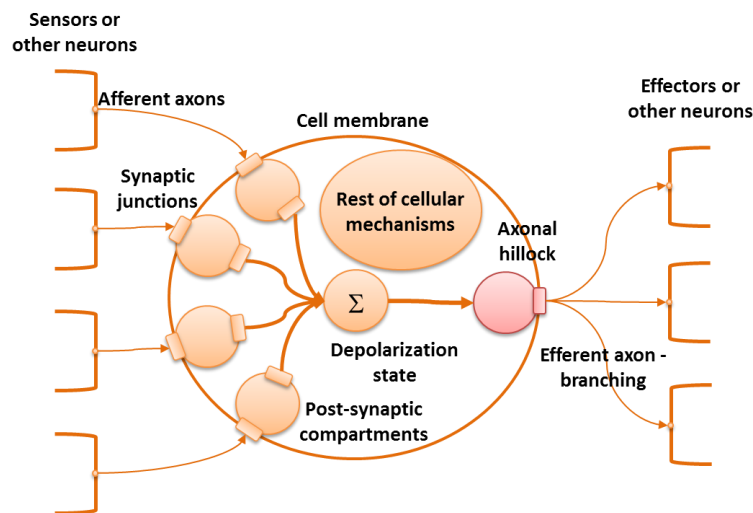 Sensors or
other neurons
Afferent axons
Cell membrane
Effectors or
other neurons
Synaptic
junctions
Rest of cellular
mechanisms
Axonal
hillock
Σ
Depolarization
state
Efferent axon -
branching
Post-synaptic
compartments